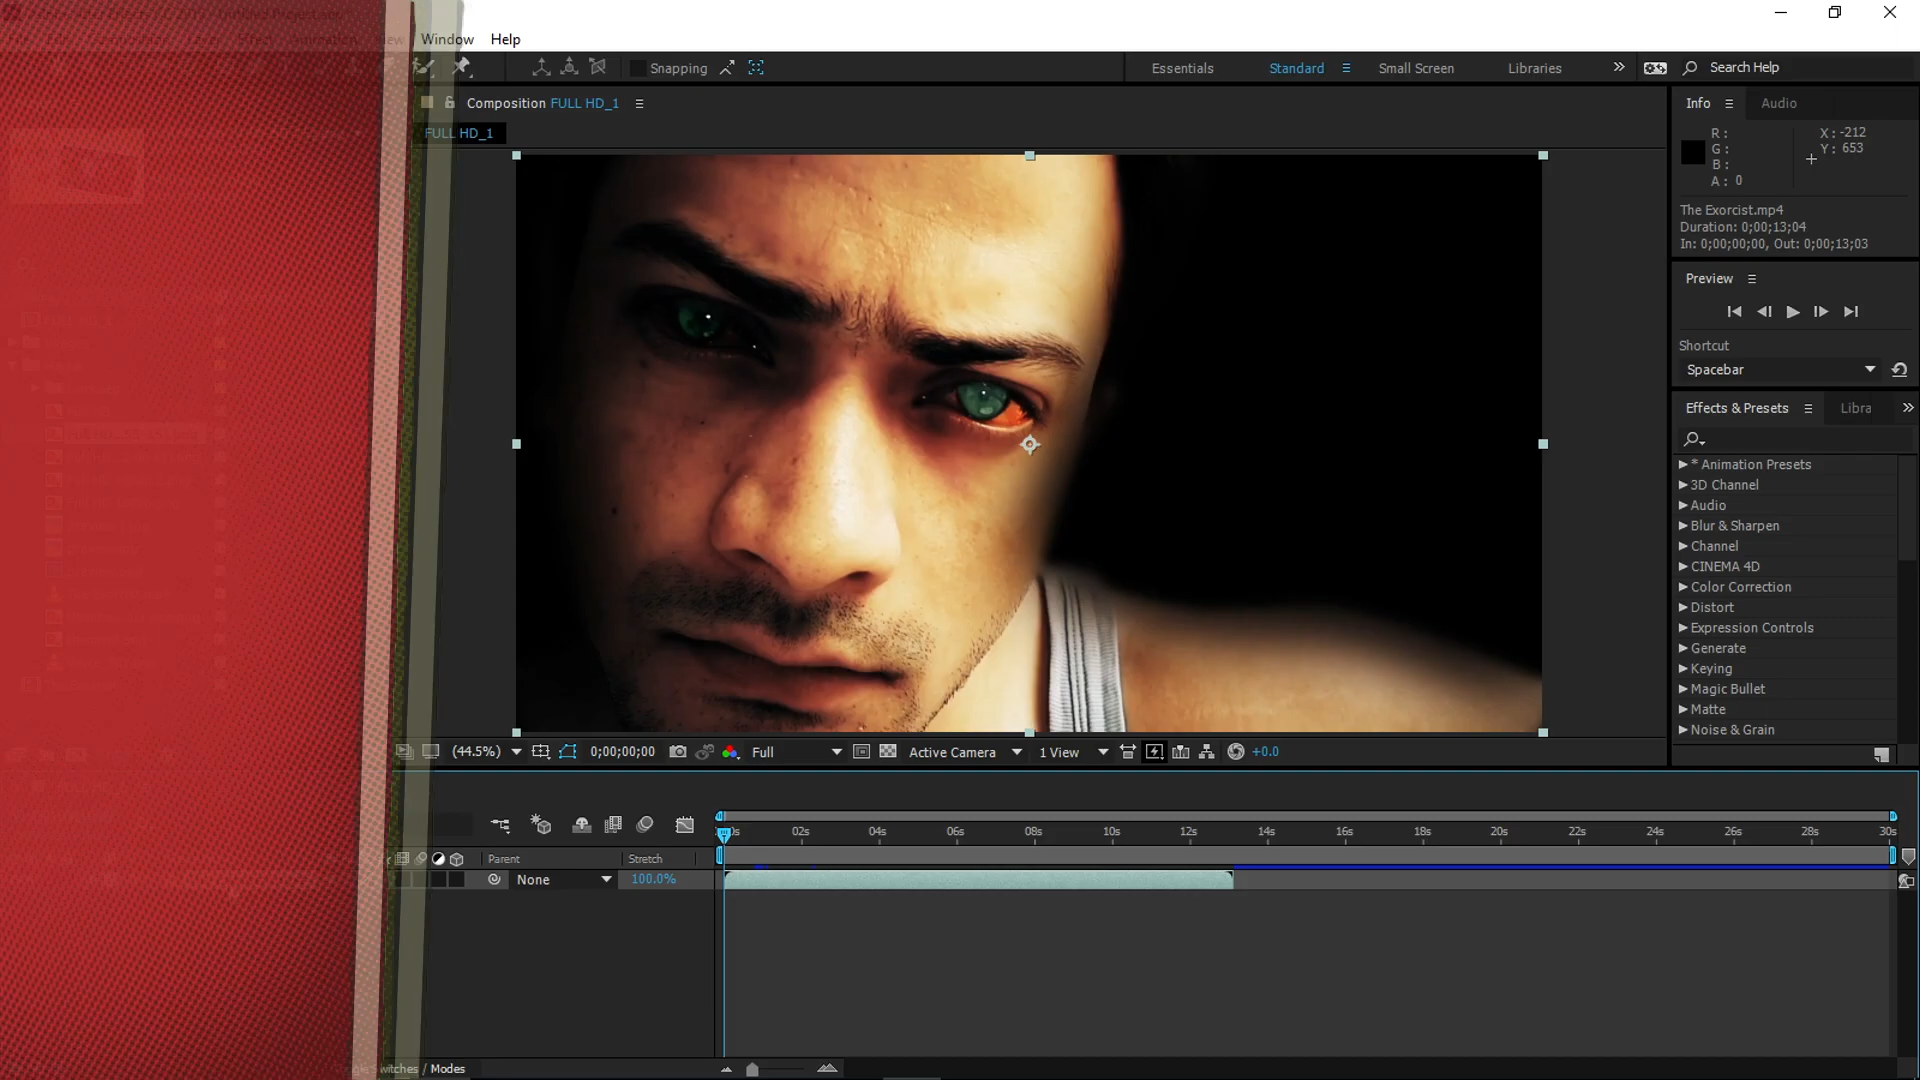 Window Help
Snapping
Essentials
Standard
Small Screen
Libraries
Search Help
Composition FULL HD_1
FULL HD_1
Info
Audio
R :
G :
B :
A : 0
X : -212
Y : 653
The Exorcist.mp4
Duration: 0;00;13;04
In: 0;00;00;00, Out: 0;00;13;03
Preview
Shortcut
Spacebar
Effects & Presets
Libra
* Animation Presets
3D Channel
Audio
Blur & Sharpen
Channel
CINEMA 4D
Color Correction
Distort
Expression Controls
Generate
Keying
Magic Bullet
Matte
Noise & Grain
(44.5%)
0;00;00;00
Full
Active Camera
1 View
+0.0
02s 04s 06s 08s 10s 12s 14s 16s 18s 20s 22s 24s 26s 28s 30s
Parent
Stretch
None
100.0%
Switches / Modes